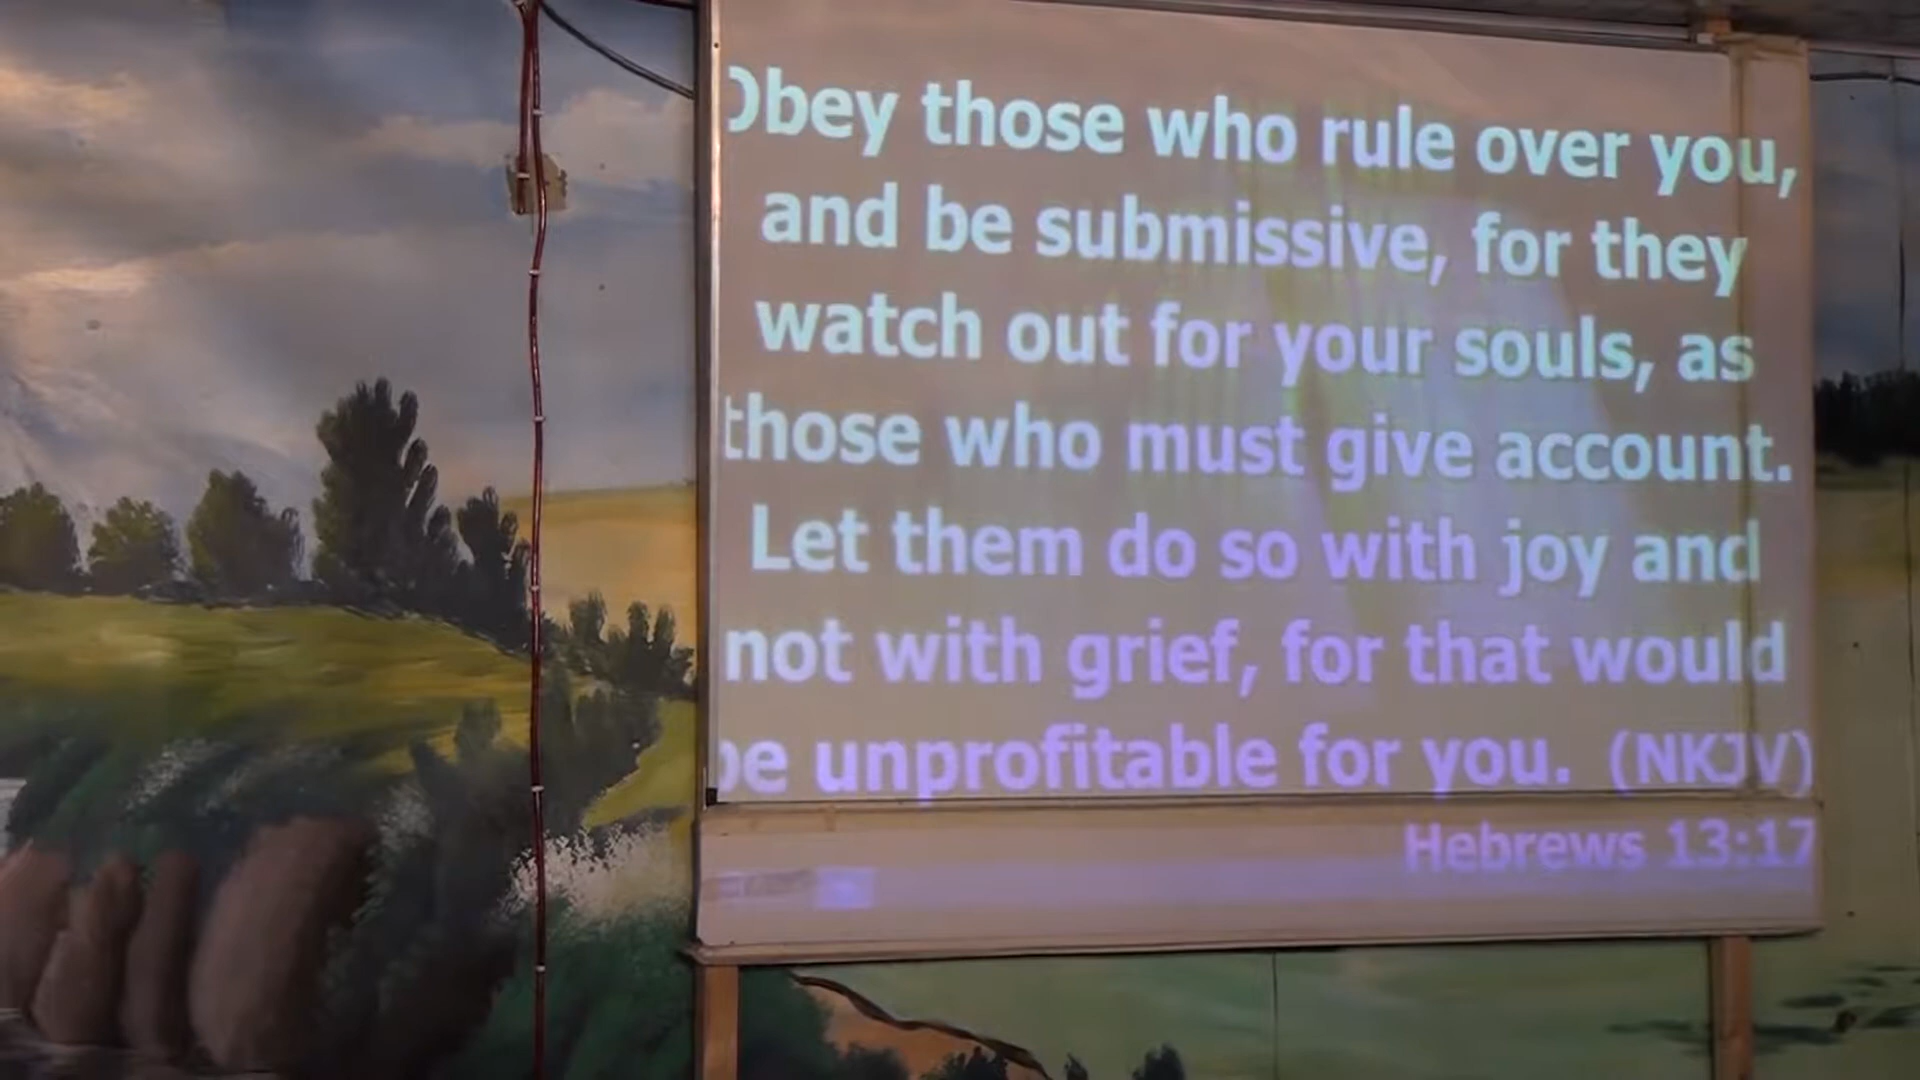 Obey those who rule over you,
and be submissive, for they
watch out for your souls, as
those who must give account.
Let them do so with joy and
not with grief, for that would
be unprofitable for you. (NKJV)
Hebrews 13:17